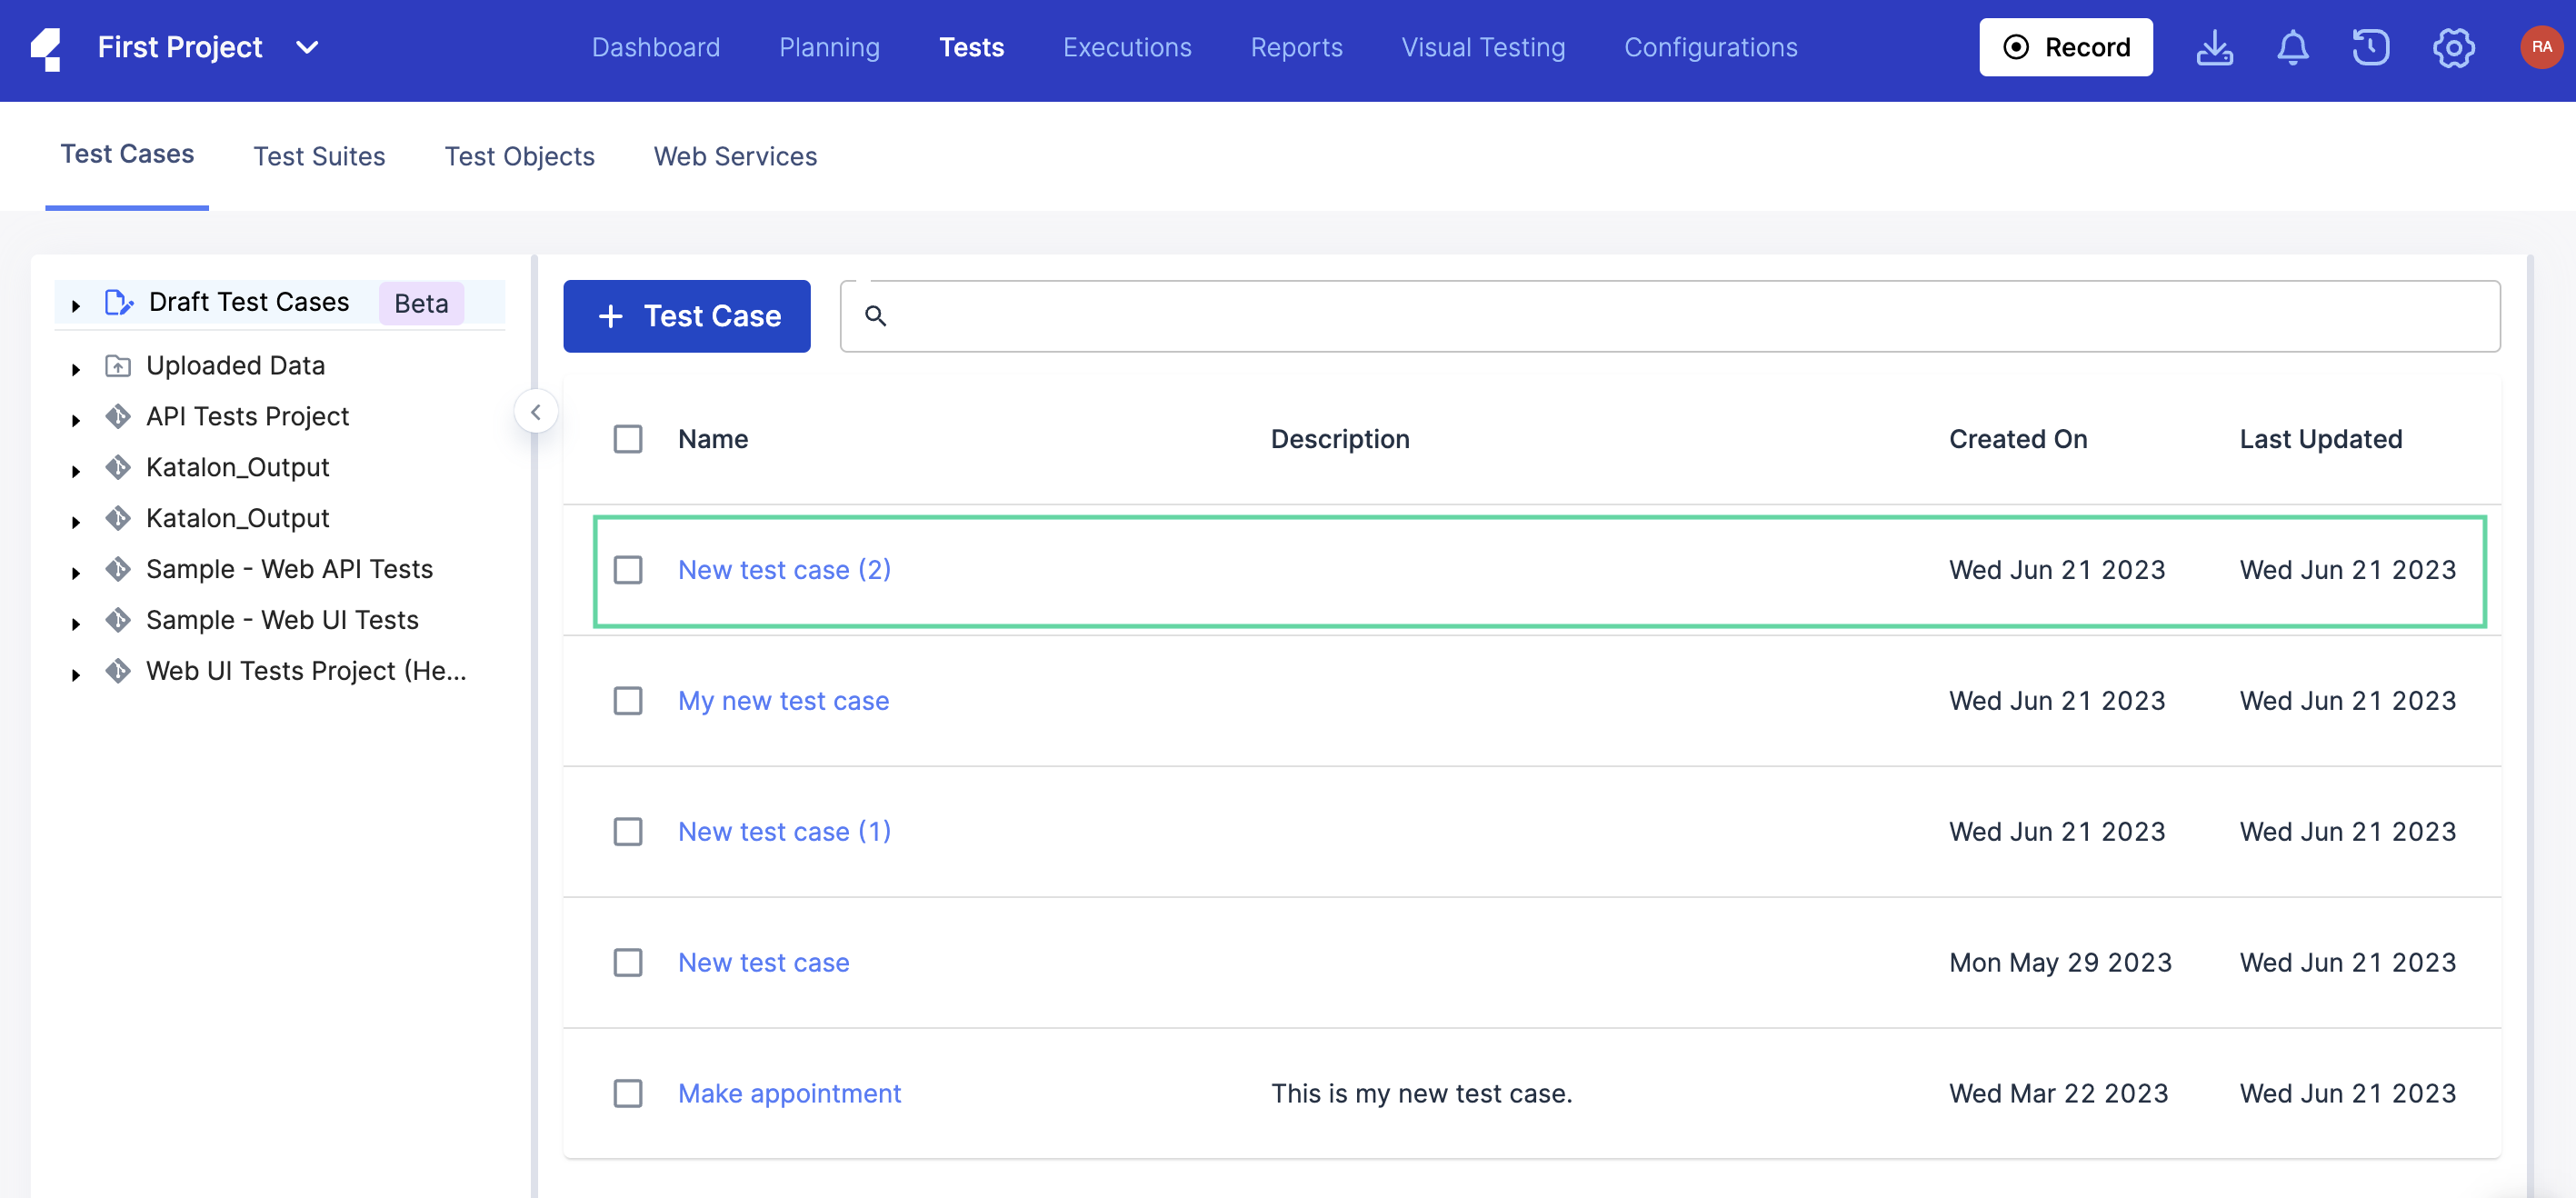 First Project
Dashboard Planning Tests Executions Reports Visual Testing Configurations
Record
RA
Test Cases Test Suites Test Objects Web Services
Draft Test Cases Beta
Uploaded Data
API Tests Project
Katalon_Output
Katalon_Output
Sample - Web API Tests
Sample - Web UI Tests
Web UI Tests Project (He...
+ Test Case
Name Description Created On Last Updated
New test case (2) Wed Jun 21 2023 Wed Jun 21 2023
My new test case Wed Jun 21 2023 Wed Jun 21 2023
New test case (1) Wed Jun 21 2023 Wed Jun 21 2023
New test case Mon May 29 2023 Wed Jun 21 2023
Make appointment This is my new test case. Wed Mar 22 2023 Wed Jun 21 2023